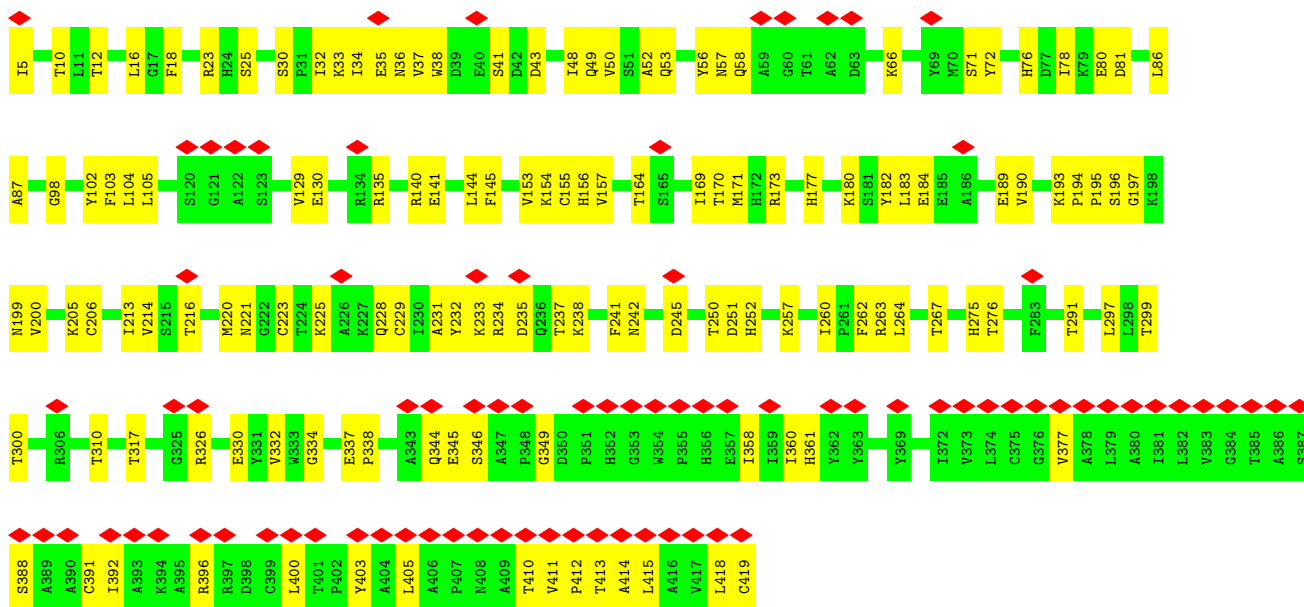 I5 T10 L11 T12 L16 G17 F18 R23 H24 S25 S30 P31 I32 K33 I34 E35 N36 V37 W38 D39 E40 S41 D42 D43 I48 Q49 V50 S51 A52 Q53 Y56 N57 Q58 A59 G60 T61 A62 D63 K66 Y69 M70 S71 Y72 H76 D77 I78 K79 E80 D81 L86
A87 G98 Y102 F103 L104 L105 S120 G121 A122 S123 V129 E130 R134 R135 R140 E141 L144 F145 V153 K154 C155 H156 V157 T164 S165 I169 T170 M171 H172 R173 H177 K180 S181 Y182 L183 E184 E185 A186 E189 V190 K193 P194 P195 S196 G197 K198
N199 V200 K205 C206 I213 V214 S215 T216 M220 N221 G222 C223 T224 K225 A226 K227 Q228 C229 I230 A231 Y232 K233 R234 D235 Q236 T237 K238 F241 N242 D245 T250 D251 H252 K257 I260 P261 F262 R263 L264 T267 H275 T276 F283 T291 L297 L298 T299
T300 R306 T310 T317 G325 R326 E330 Y331 V332 W333 G334 E337 P338 A343 Q344 E345 S346 A347 P348 G349 D350 P351 H352 G353 W354 P355 H356 E357 I358 I359 I360 H361 Y362 Y363 Y369 I372 V373 L374 C375 G376 V377 A378 L379 A380 I381 L382 V383 G384 T385 A386 S387
S388 A389 A390 C391 I392 A393 K394 A395 R396 R397 D398 C399 L400 T401 P402 Y403 A404 L405 A406 P407 N408 A409 T410 V411 P412 T413 A414 L415 A416 V417 L418 C419